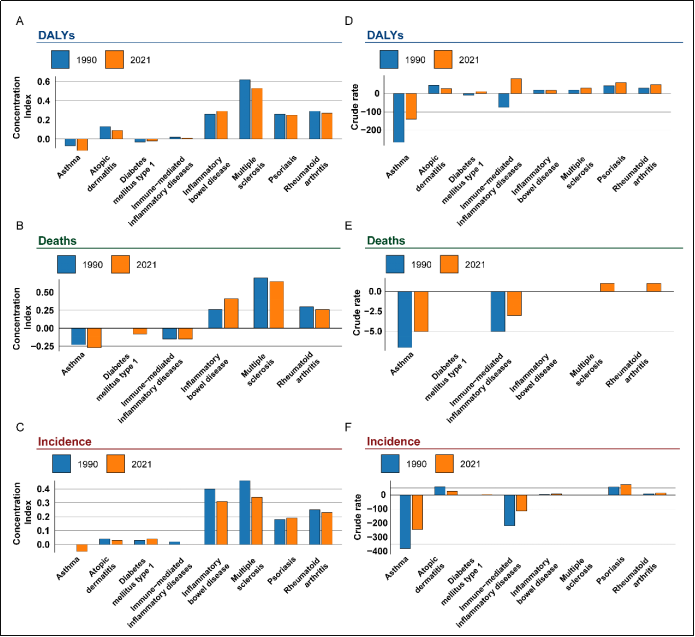 A
DALYs
1990 2021
Concentration
Index
0.6
0.4
0.2
0.0
Asthma
Atopic
dermatitis
Diabetes
mellitus type 1
Immune−mediated
inflammatory diseases
Inflammatory
bowel disease
Multiple
sclerosis
Psoriasis
Rheumatoid
arthritis
D
DALYs
1990 2021
Crude rate
0
−100
−200
Asthma
Atopic
dermatitis
Diabetes
mellitus type 1
Immune−mediated
inflammatory diseases
Inflammatory
bowel disease
Multiple
sclerosis
Psoriasis
Rheumatoid
arthritis
B
Deaths
1990 2021
Concentration
Index
0.50
0.25
0.00
−0.25
Asthma
Diabetes
mellitus type 1
Immune−mediated
inflammatory diseases
Inflammatory
bowel disease
Multiple
sclerosis
Rheumatoid
arthritis
E
Deaths
1990 2021
Crude rate
0.0
−2.5
−5.0
Asthma
Diabetes
mellitus type 1
Immune−mediated
inflammatory diseases
Inflammatory
bowel disease
Multiple
sclerosis
Rheumatoid
arthritis
C
Incidence
1990 2021
Concentration
Index
0.4
0.3
0.2
0.1
0.0
Asthma
Atopic
dermatitis
Diabetes
mellitus type 1
Immune−mediated
inflammatory diseases
Inflammatory
bowel disease
Multiple
sclerosis
Psoriasis
Rheumatoid
arthritis
F
Incidence
1990 2021
Crude rate
0
−100
−200
−300
−400
Asthma
Atopic
dermatitis
Diabetes
mellitus type 1
Immune−mediated
inflammatory diseases
Inflammatory
bowel disease
Multiple
sclerosis
Psoriasis
Rheumatoid
arthritis